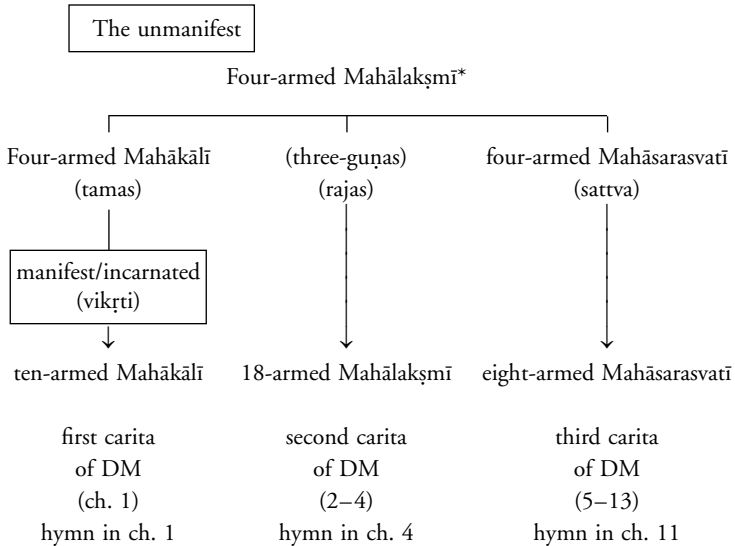 The unmanifest
Four-armed Mahālakṣmī*
Four-armed Mahākālī (three-guṇas) four-armed Mahāsarasvatī
(tamas) (rajas) (sattva)
manifest/incarnated
(vikṛti)
ten-armed Mahākālī 18-armed Mahālakṣmī eight-armed Mahāsarasvatī
first carita second carita third carita
of DM of DM of DM
(ch. 1) (2–4) (5–13)
hymn in ch. 1 hymn in ch. 4 hymn in ch. 11